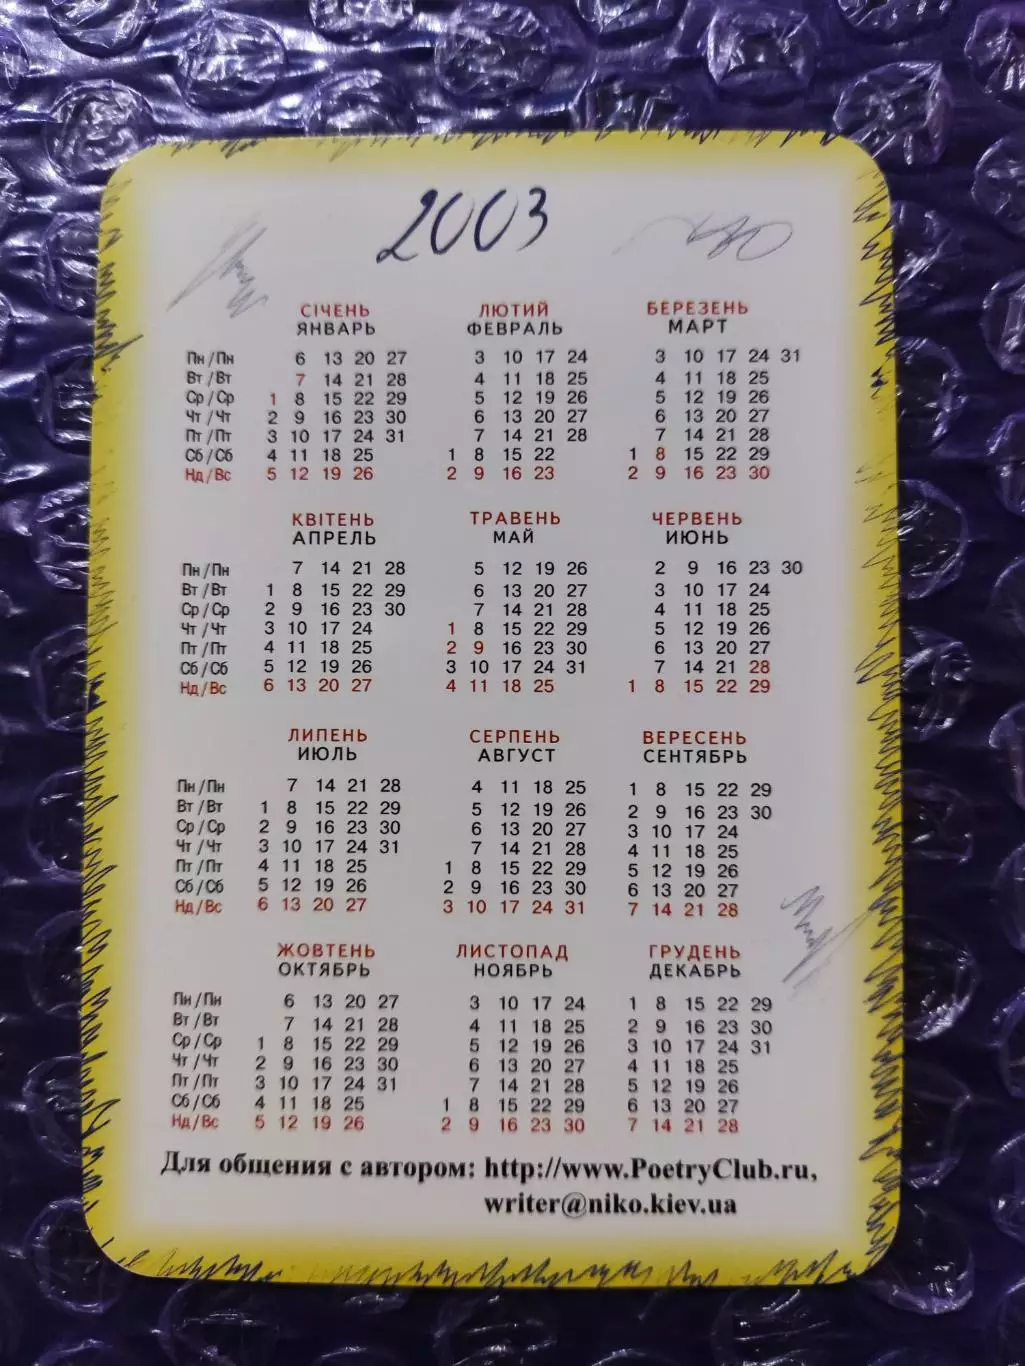 2003
СІЧЕНЬ ЛЮТИЙ БЕРЕЗЕНЬ
ЯНВАРЬ ФЕВРАЛЬ МАРТ
Пн/Пн 6 13 20 27 3 10 17 24 3 10 17 24 31
Вт/Вт 7 14 21 28 4 11 18 25 4 11 18 25
Ср/Ср 1 8 15 22 29 5 12 19 26 5 12 19 26
Чт/Чт 2 9 16 23 30 6 13 20 27 6 13 20 27
Пт/Пт 3 10 17 24 31 7 14 21 28 7 14 21 28
Сб/Сб 4 11 18 25 1 8 15 22 1 8 15 22 29
Нд/Вс 5 12 19 26 2 9 16 23 2 9 16 23 30
КВІТЕНЬ ТРАВЕНЬ ЧЕРВЕНЬ
АПРЕЛЬ МАЙ ИЮНЬ
Пн/Пн 7 14 21 28 5 12 19 26 2 9 16 23 30
Вт/Вт 1 8 15 22 29 6 13 20 27 3 10 17 24
Ср/Ср 2 9 16 23 30 7 14 21 28 4 11 18 25
Чт/Чт 3 10 17 24 1 8 15 22 29 5 12 19 26
Пт/Пт 4 11 18 25 2 9 16 23 30 6 13 20 27
Сб/Сб 5 12 19 26 3 10 17 24 31 7 14 21 28
Нд/Вс 6 13 20 27 4 11 18 25 1 8 15 22 29
ЛИПЕНЬ СЕРПЕНЬ ВЕРЕСЕНЬ
ИЮЛЬ АВГУСТ СЕНТЯБРЬ
Пн/Пн 7 14 21 28 4 11 18 25 1 8 15 22 29
Вт/Вт 1 8 15 22 29 5 12 19 26 2 9 16 23 30
Ср/Ср 2 9 16 23 30 6 13 20 27 3 10 17 24
Чт/Чт 3 10 17 24 31 7 14 21 28 4 11 18 25
Пт/Пт 4 11 18 25 1 8 15 22 29 5 12 19 26
Сб/Сб 5 12 19 26 2 9 16 23 30 6 13 20 27
Нд/Вс 6 13 20 27 3 10 17 24 31 7 14 21 28
ЖОВТЕНЬ ЛИСТОПАД ГРУДЕНЬ
ОКТЯБРЬ НОЯБРЬ ДЕКАБРЬ
Пн/Пн 6 13 20 27 3 10 17 24 1 8 15 22 29
Вт/Вт 7 14 21 28 4 11 18 25 2 9 16 23 30
Ср/Ср 1 8 15 22 29 5 12 19 26 3 10 17 24 31
Чт/Чт 2 9 16 23 30 6 13 20 27 4 11 18 25
Пт/Пт 3 10 17 24 31 7 14 21 28 5 12 19 26
Сб/Сб 4 11 18 25 1 8 15 22 29 6 13 20 27
Нд/Вс 5 12 19 26 2 9 16 23 30 7 14 21 28
Для общения с автором: http://www.PoetryClub.ru,
writer@niko.kiev.ua